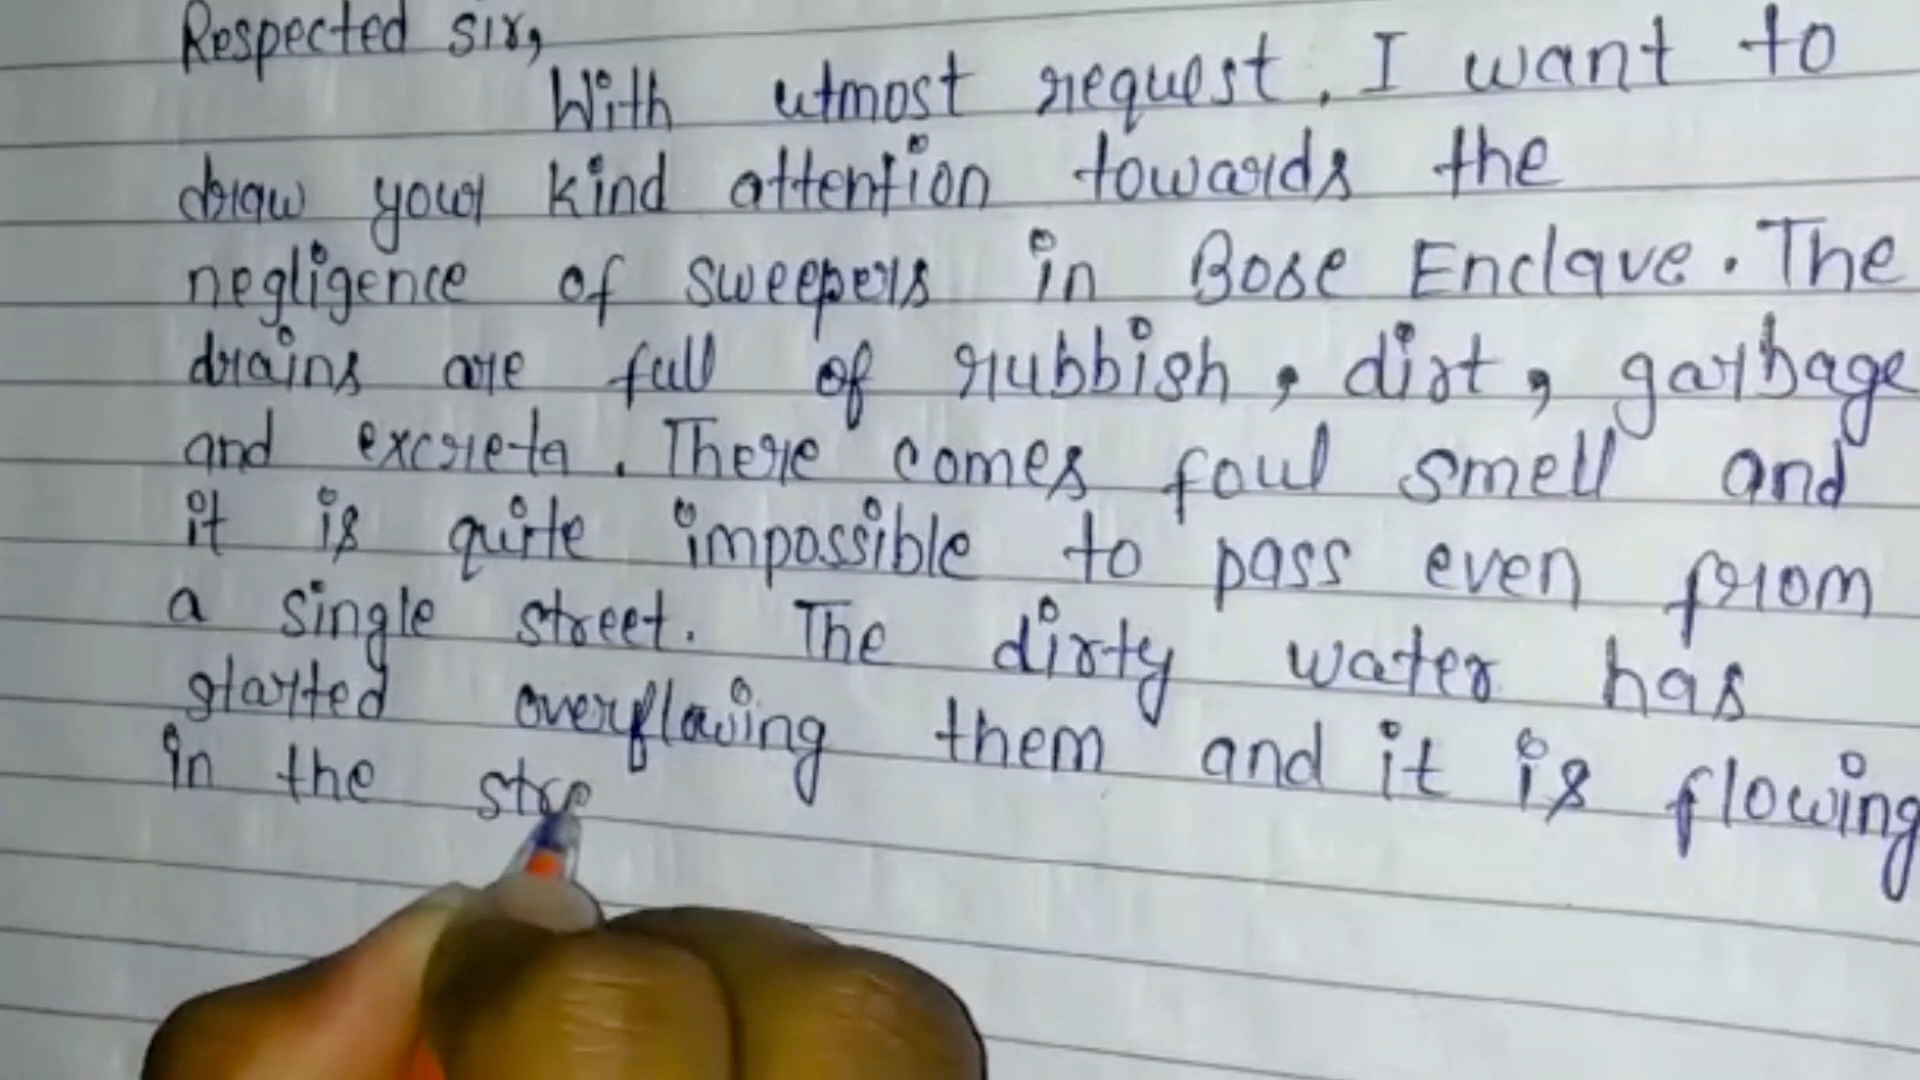 Respected sir,
With utmost request, I want to
draw your kind attention towards the
negligence of sweepers in Bose Enclave. The
drains are full of rubbish, dirt, garbage
and excreta. There comes foul smell and
it is quite impossible to pass even from
a single street. The dirty water has
started overflowing them and it is flowing
in the stre